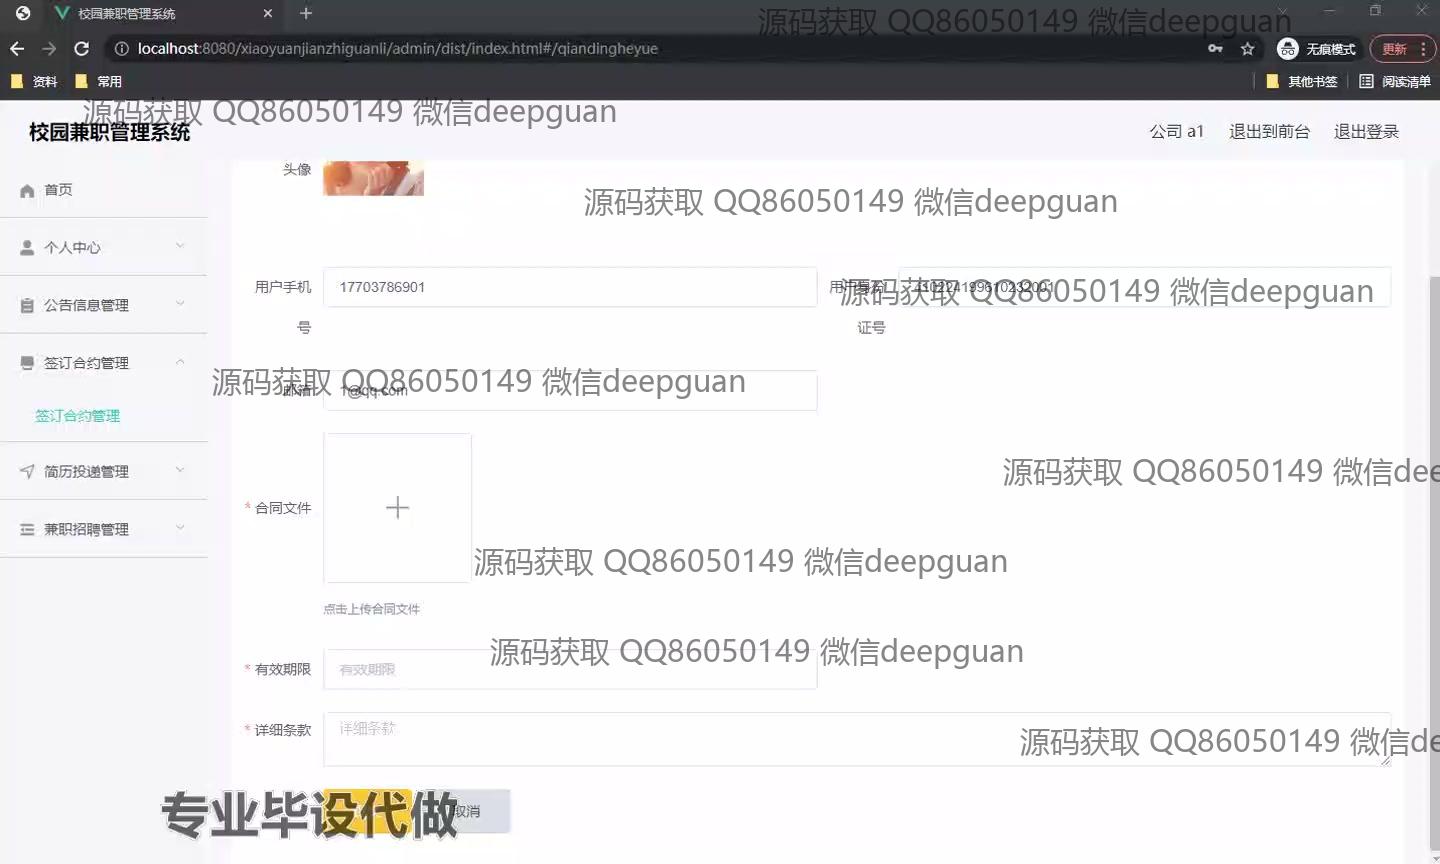 校园兼职管理系统
源码获取 QQ86050149 微信deepguan
localhost:8080/xiaoyuanjianzhiguanli/admin/dist/index.html#/qiandingheyue
无痕模式
更新
资料
常用
其他书签
阅读清单
源码获取 QQ86050149 微信deepguan
校园兼职管理系统
公司 a1
退出到前台
退出登录
头像
首页
源码获取 QQ86050149 微信deepguan
个人中心
用户手机号
17703786901
用户身份证号
410224199610232001
源码获取 QQ86050149 微信deepguan
公告信息管理
签订合约管理
源码获取 QQ86050149 微信deepguan
邮箱
1@qq.com
签订合约管理
简历投递管理
源码获取 QQ86050149 微信dee
* 合同文件
兼职招聘管理
源码获取 QQ86050149 微信deepguan
点击上传合同文件
源码获取 QQ86050149 微信deepguan
* 有效期限
有效期限
* 详细条款
详细条款
源码获取 QQ86050149 微信de
专业毕设代做
取消